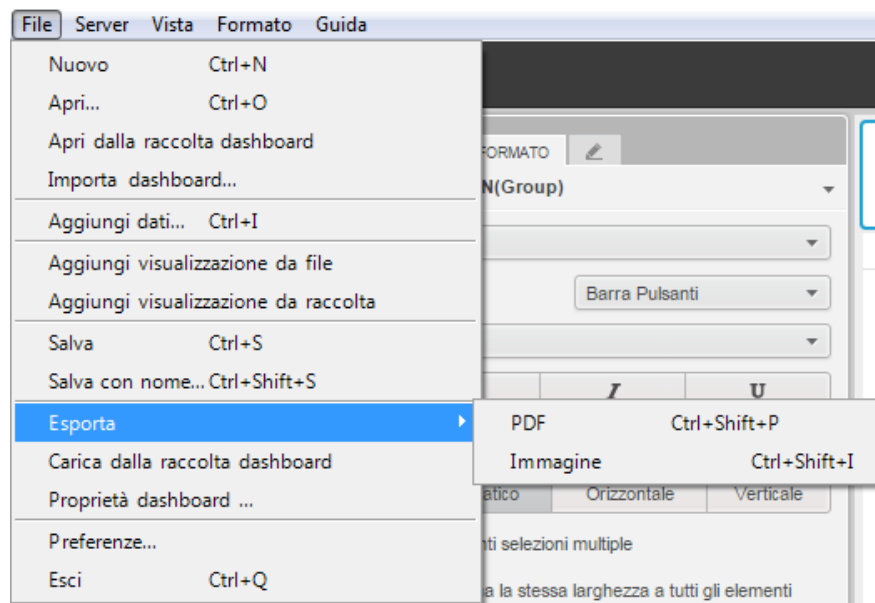 File Server Vista Formato Guida
Nuovo Ctrl+N
Apri... Ctrl+O
Apri dalla raccolta dashboard
Importa dashboard...
Aggiungi dati... Ctrl+I
Aggiungi visualizzazione da file
Aggiungi visualizzazione da raccolta
Salva Ctrl+S
Salva con nome... Ctrl+Shift+S
Esporta
Carica dalla raccolta dashboard
Proprietà dashboard ...
Preferenze...
Esci Ctrl+Q
PDF Ctrl+Shift+P
Immagine Ctrl+Shift+I
FORMATO
N(Group)
Barra Pulsanti
I U
atico Orizzontale Verticale
nti selezioni multiple
a la stessa larghezza a tutti gli elementi